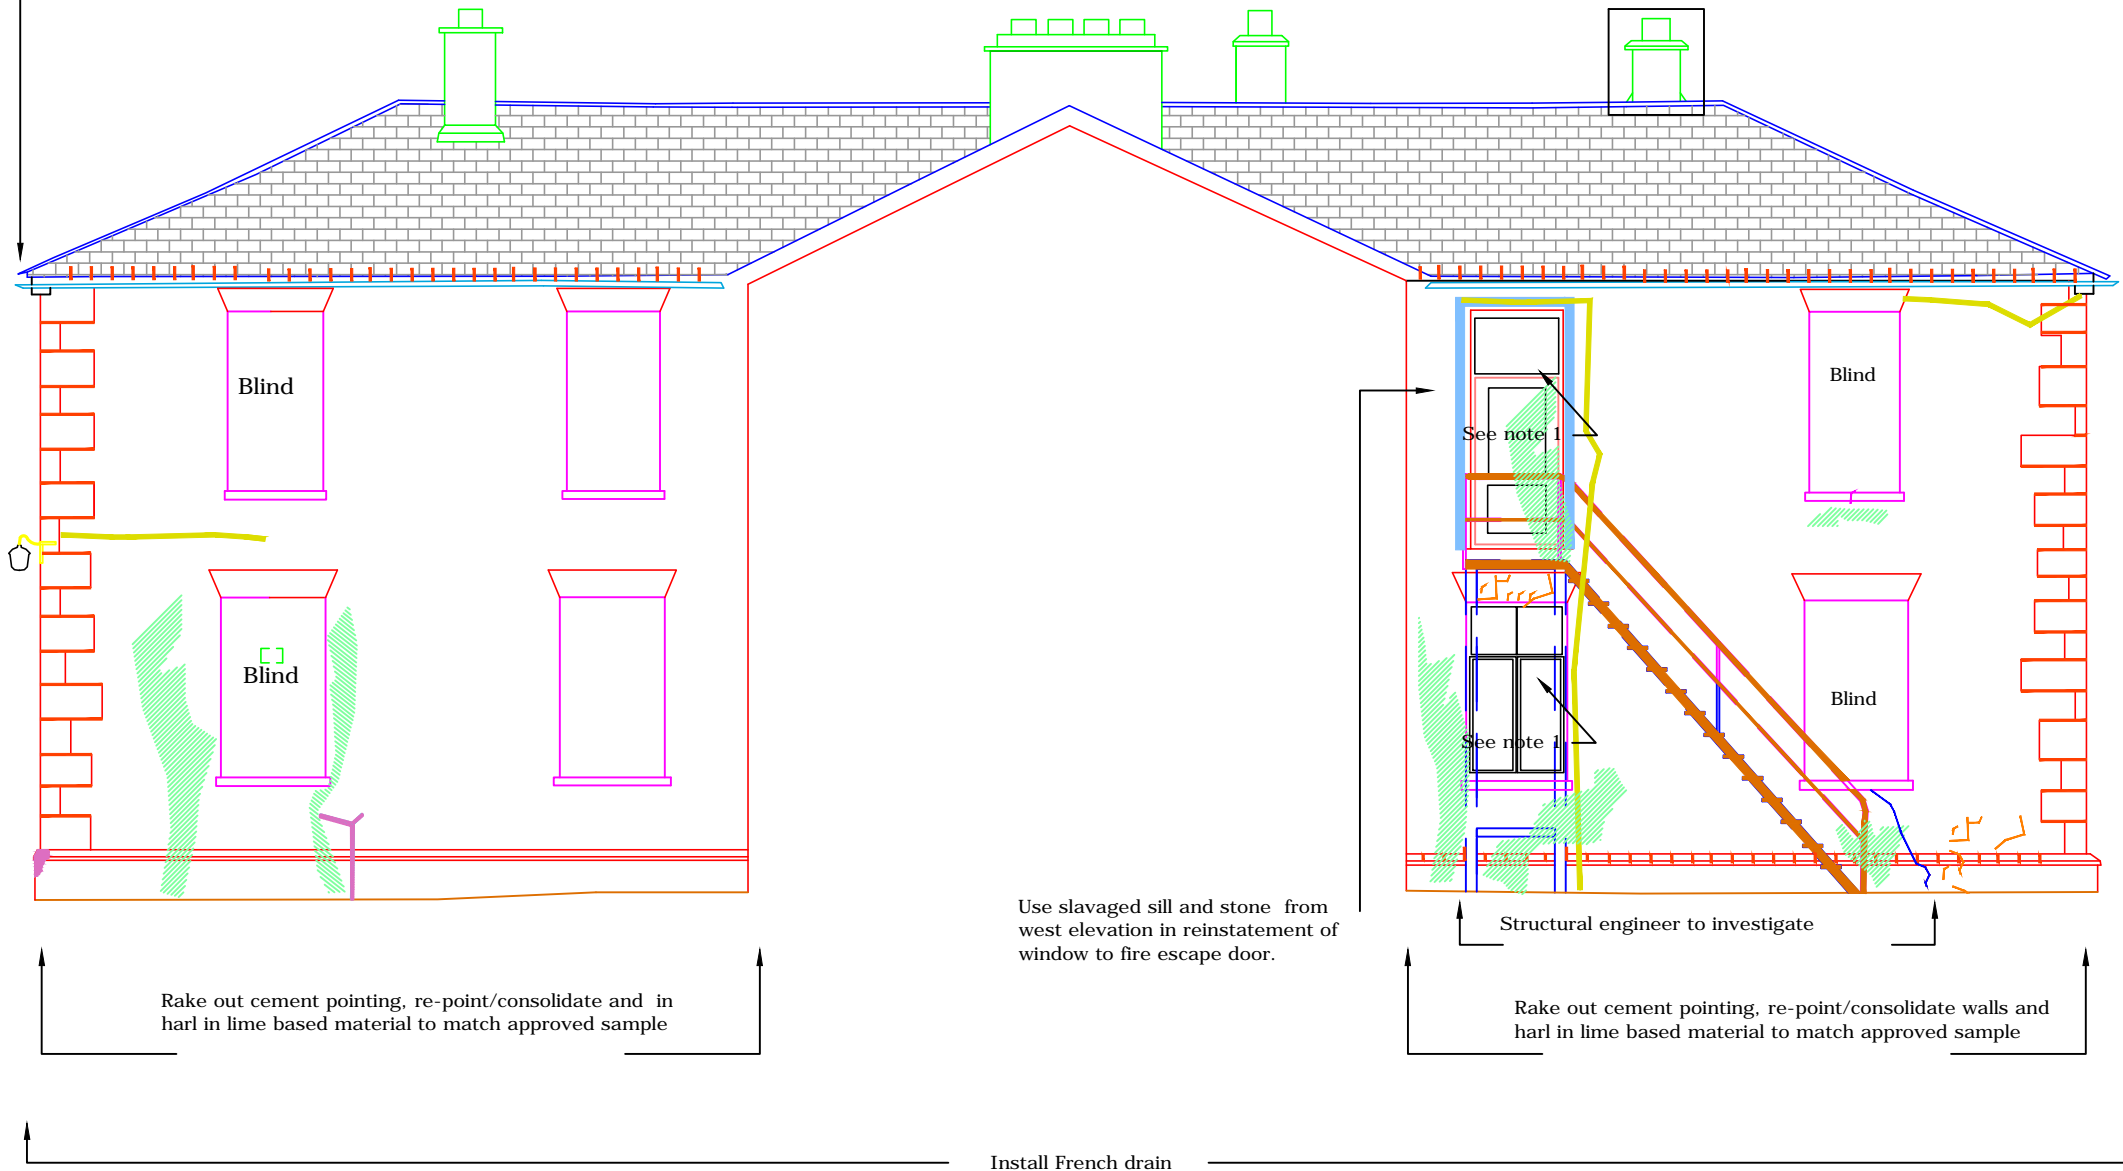 Blind
Blind
See note 1
Blind
Blind
See note 1
Use slavaged sill and stone from
west elevation in reinstatement of
window to fire escape door.
Structural engineer to investigate
Rake out cement pointing, re-point/consolidate and in
harl in lime based material to match approved sample
Rake out cement pointing, re-point/consolidate walls and
harl in lime based material to match approved sample
Install French drain